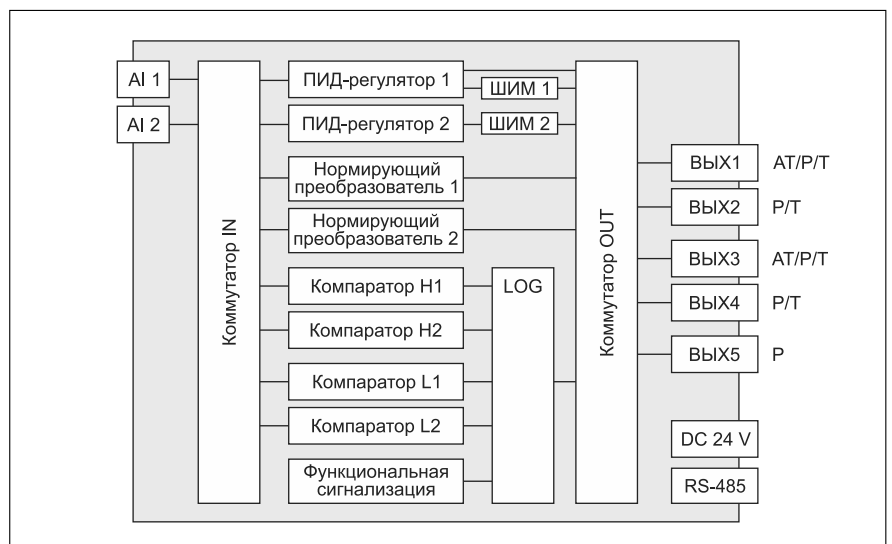 AI 1
AI 2
Коммутатор IN
ПИД-регулятор 1
ШИМ 1
ПИД-регулятор 2
ШИМ 2
Нормирующий
преобразователь 1
Нормирующий
преобразователь 2
Компаратор H1
Компаратор H2
Компаратор L1
Компаратор L2
Функциональная
сигнализация
LOG
Коммутатор OUT
ВЫХ1 АТ/Р/Т
ВЫХ2 Р/Т
ВЫХ3 АТ/Р/Т
ВЫХ4 Р/Т
ВЫХ5 Р
DC 24 V
RS-485